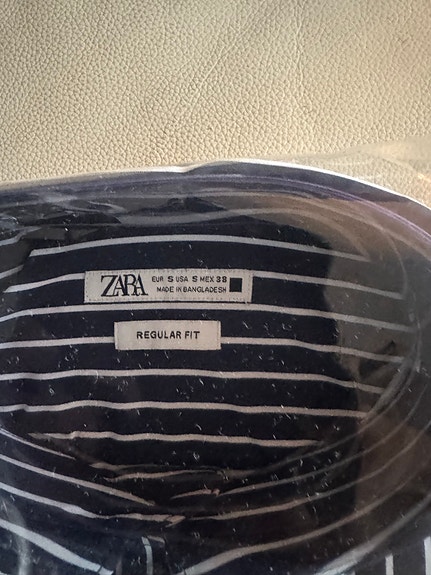 ZARA
EUR S USA S MEX 38
MADE IN BANGLADESH
REGULAR FIT